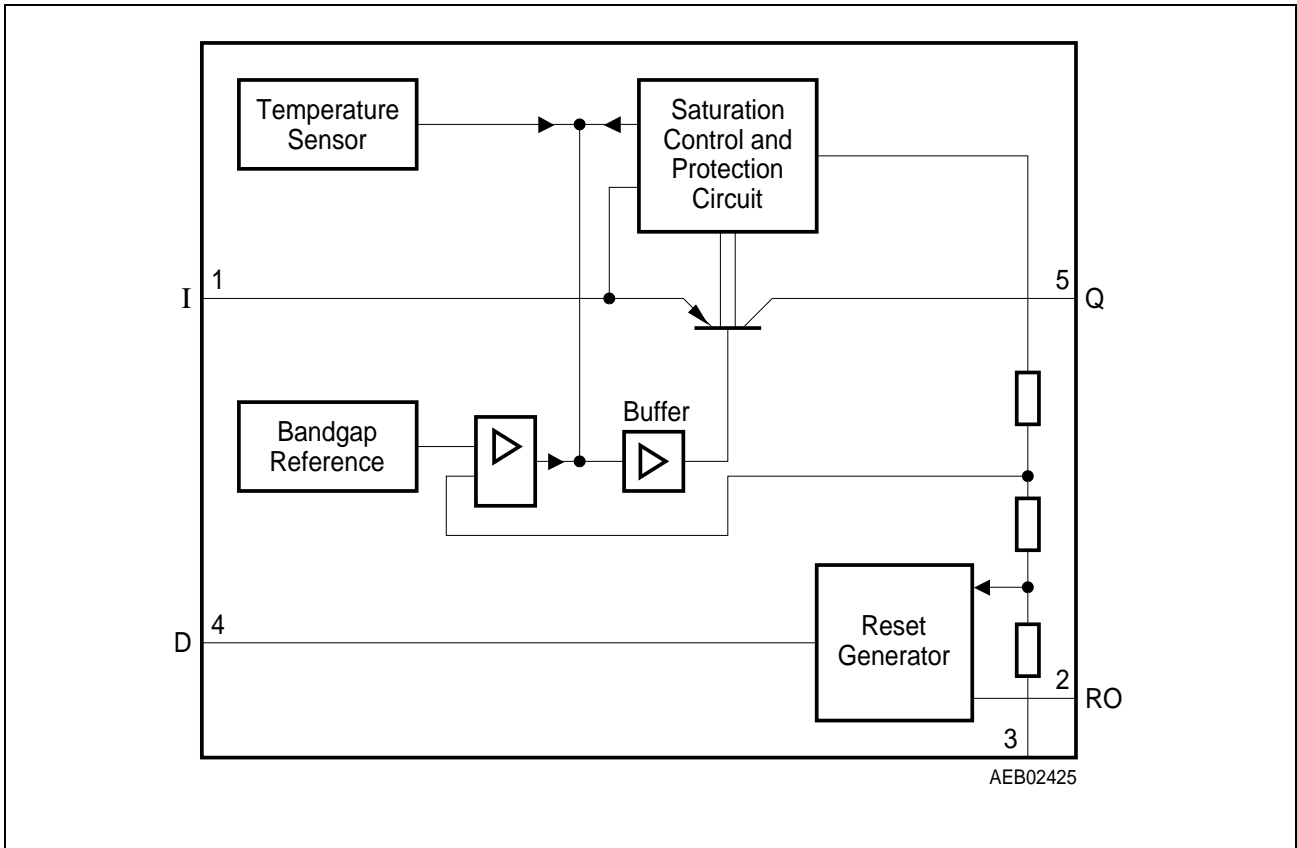 Temperature
Sensor
Saturation
Control and
Protection
Circuit
1
5
I
Q
Buffer
Bandgap
Reference
4
D
Reset
Generator
2
RO
3
AEB02425